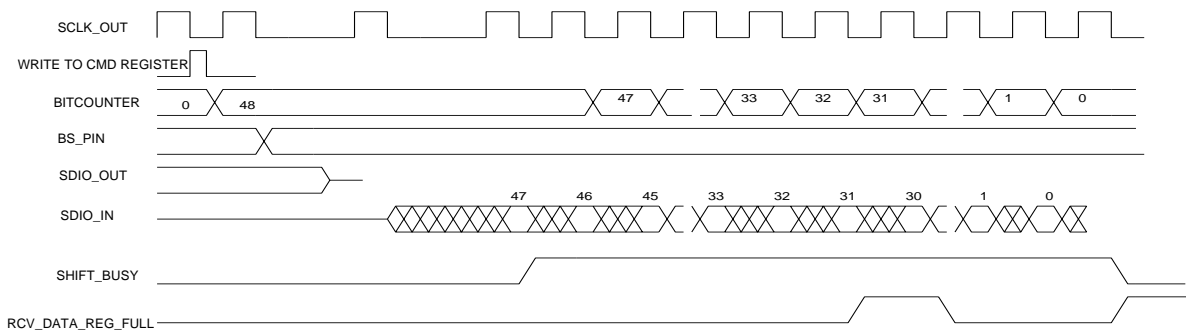 SCLK_OUT
WRITE TO CMD REGISTER
BITCOUNTER 0 48 47 33 32 31 1 0
BS_PIN
SDIO_OUT
SDIO_IN 47 46 45 33 32 31 30 1 0
SHIFT_BUSY
RCV_DATA_REG_FULL